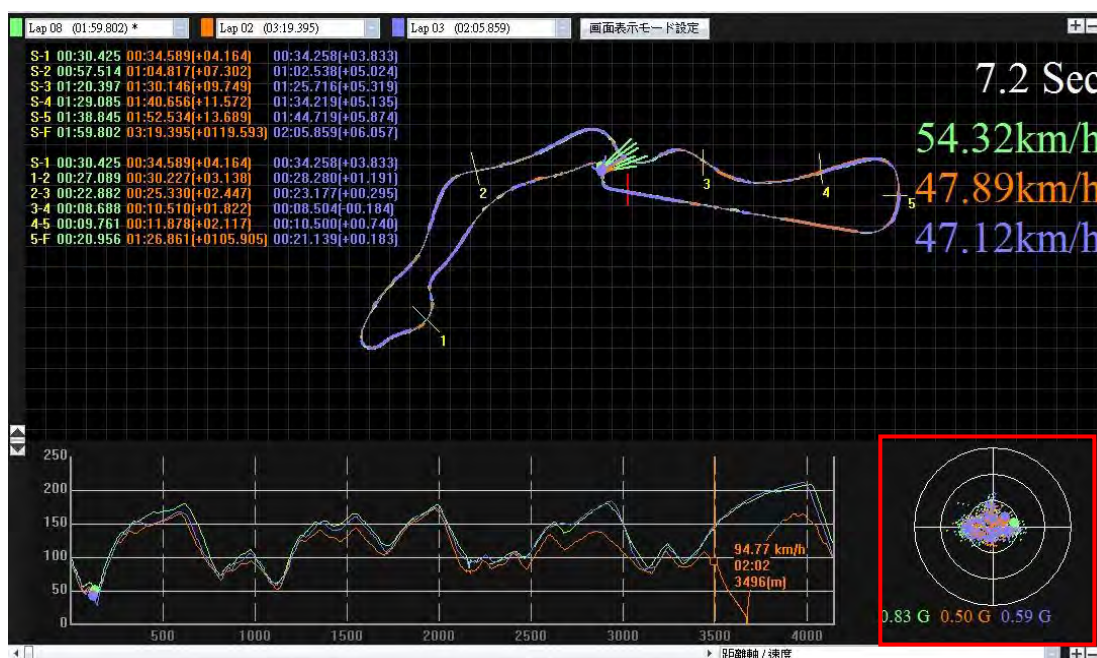 Lap 08 (01:59.802) * Lap 02 (03:19.395) Lap 03 (02:05.859) 画面表示モード設定
S-1 00:30.425 00:34.589(+04.164) 00:34.258(+03.833)
S-2 00:57.514 01:04.817(+07.302) 01:02.538(+05.024)
S-3 01:20.397 01:30.146(+09.749) 01:25.716(+05.319)
S-4 01:29.085 01:40.656(+11.572) 01:34.219(+05.135)
S-5 01:38.845 01:52.534(+13.689) 01:44.719(+05.874)
S-F 01:59.802 03:19.395(+0119.593) 02:05.859(+06.057)
S-1 00:30.425 00:34.589(+04.164) 00:34.258(+03.833)
1-2 00:27.089 00:30.227(+03.138) 00:28.280(+01.191)
2-3 00:22.882 00:25.330(+02.447) 00:23.177(+00.295)
3-4 00:08.688 00:10.510(+01.822) 00:08.504(-00.184)
4-5 00:09.761 00:11.878(+02.117) 00:10.500(+00.740)
5-F 00:20.956 01:26.861(+0105.905) 00:21.139(+00.183)
7.2 Sec
54.32km/h
47.89km/h
47.12km/h
2
3
4
5
1
250
200
150
100
50
0
94.77 km/h
02:02
3496(m)
500 1000 1500 2000 2500 3000 3500 4000
0.83 G 0.50 G 0.59 G
距離軸 / 速度